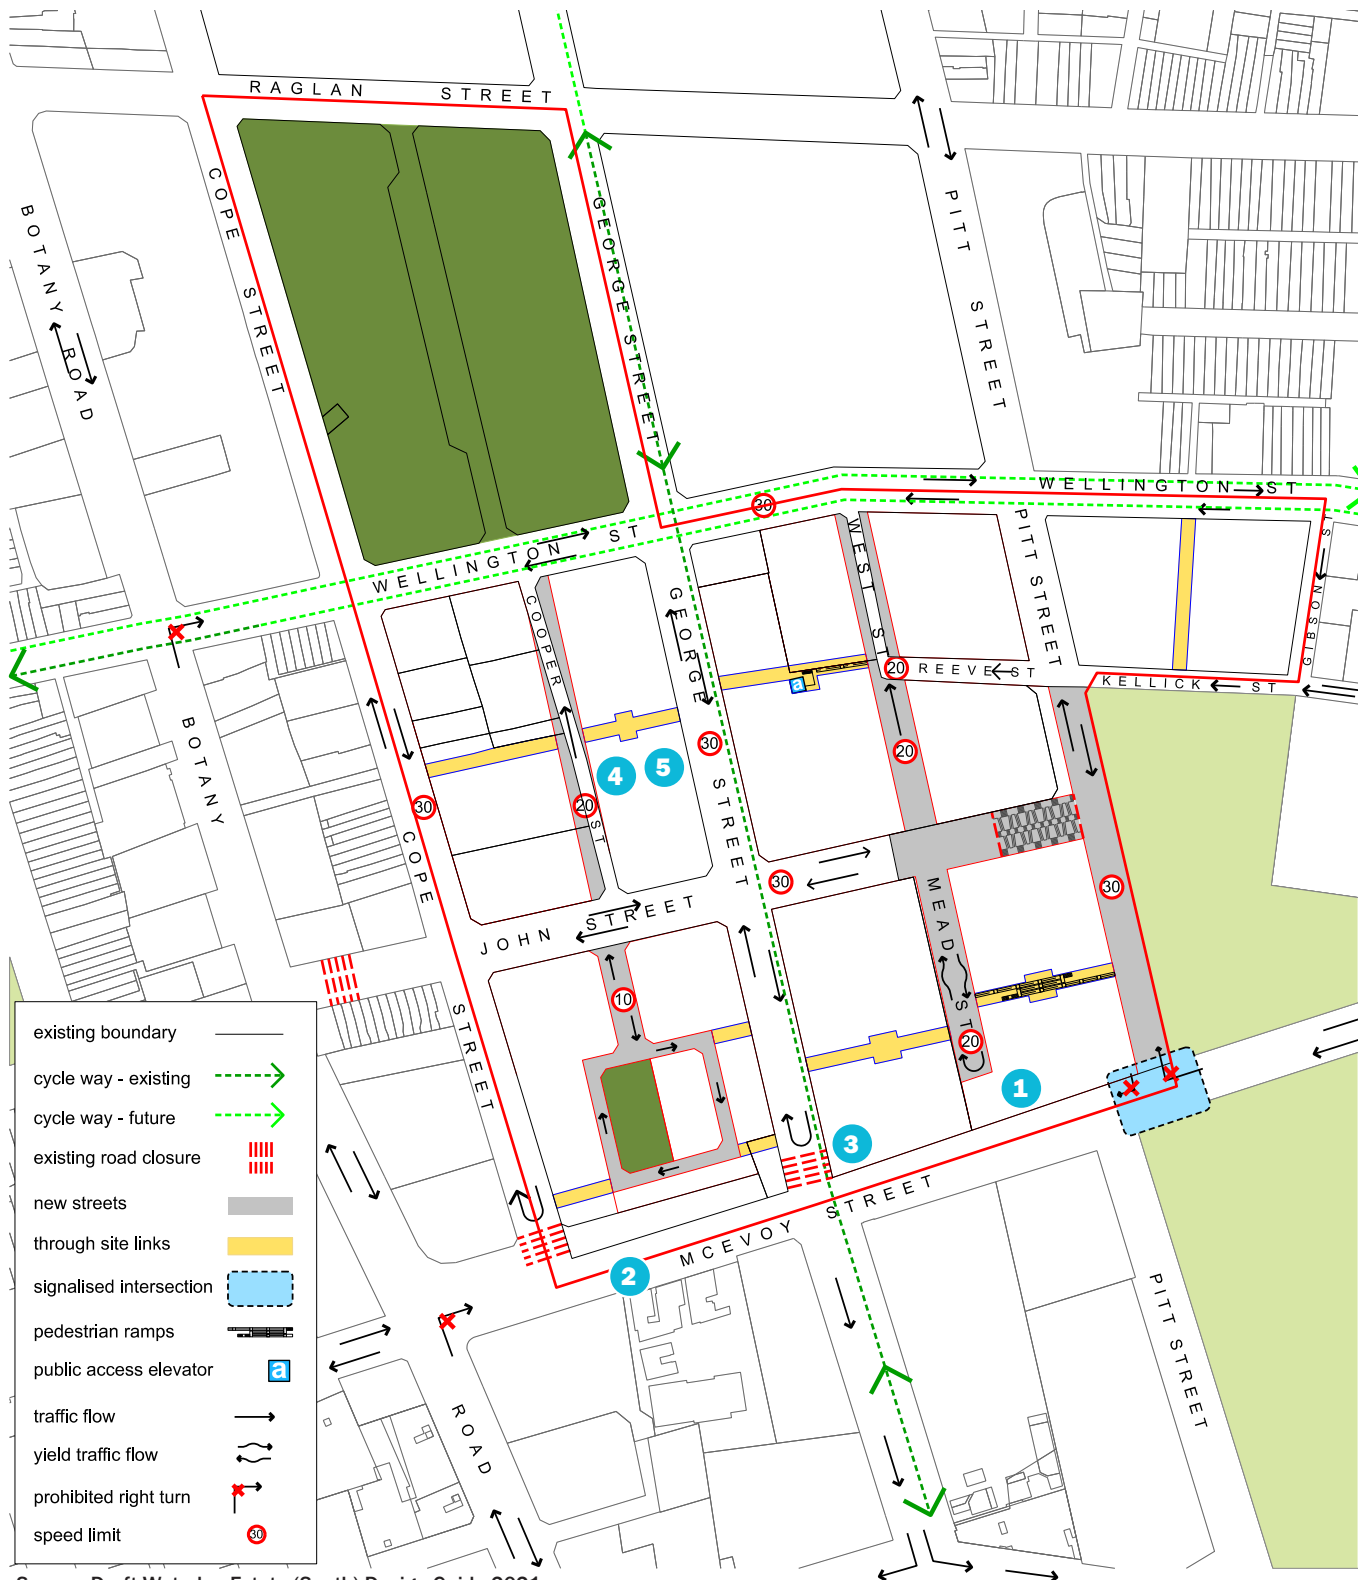 RAGLAN STREET
COPE STREET
BOTANY ROAD
GEORGE STREET
PITT STREET
WELLINGTON ST
30
WELLINGTON ST
COOPER ST
GEORGE STREET
WEST ST
PITT STREET
GIBSON ST
20
REEVE ST
KELLICK ST
a
BOTANY
30
20
4
5
30
20
COPE STREET
30
30
JOHN STREET
MEAD ST
10
20
1
3
2
MCEVOY STREET
PITT STREET
ROAD
existing boundary
cycle way - existing
cycle way - future
existing road closure
new streets
through site links
signalised intersection
pedestrian ramps
public access elevator
a
traffic flow
yield traffic flow
prohibited right turn
speed limit
30